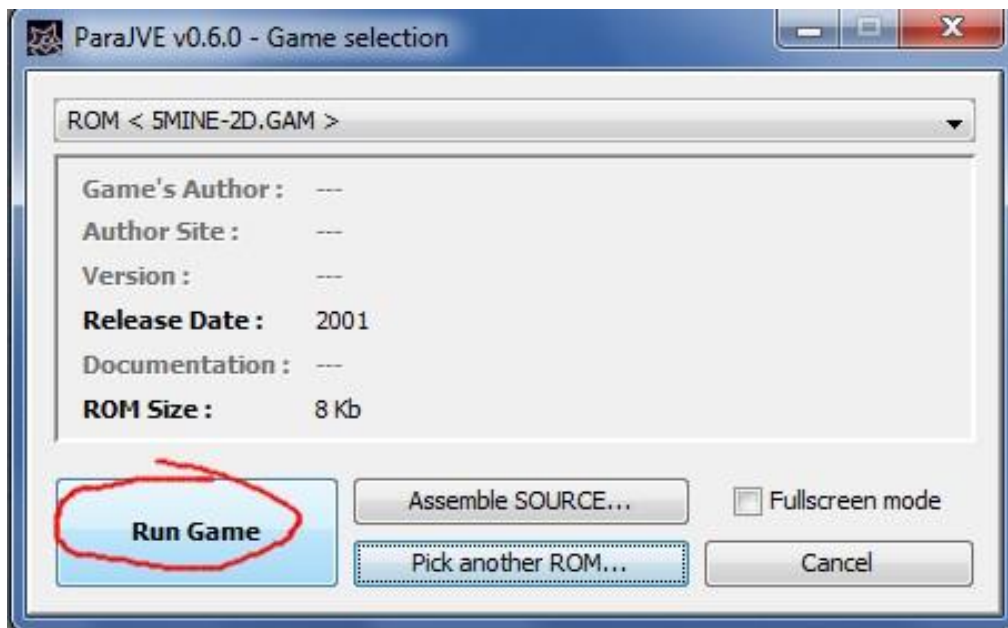 ParaJVE v0.6.0 - Game selection
ROM < 5MINE-2D.GAM >
Game's Author : ---
Author Site : ---
Version : ---
Release Date : 2001
Documentation : ---
ROM Size : 8 Kb
Run Game
Assemble SOURCE...
Fullscreen mode
Pick another ROM...
Cancel